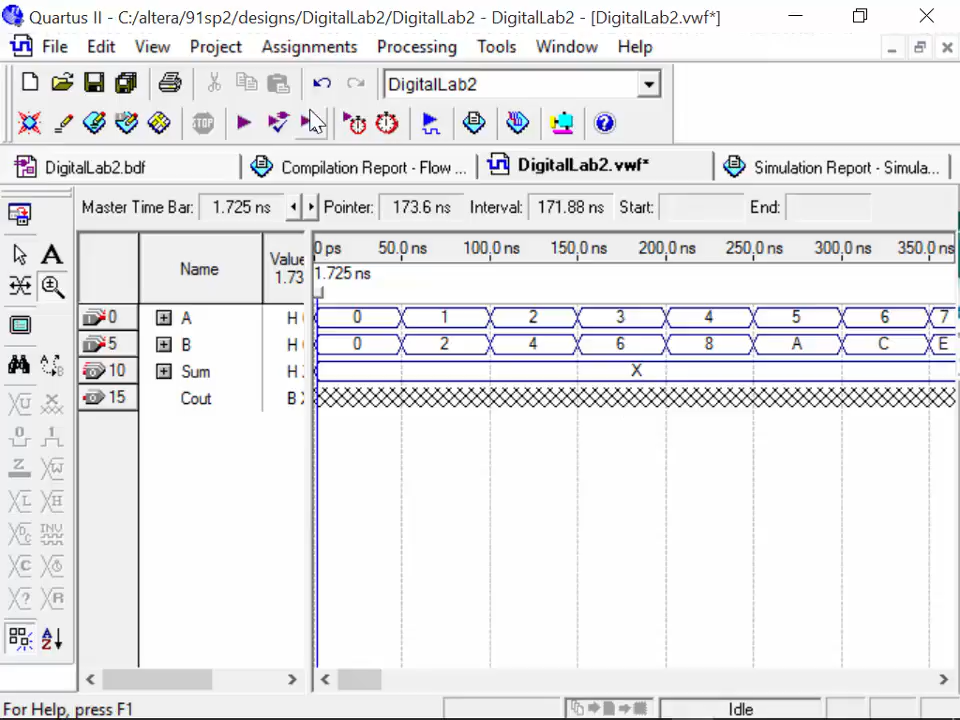 Quartus II - C:/altera/91sp2/designs/DigitalLab2/DigitalLab2 - DigitalLab2 - [DigitalLab2.vwf*]
File Edit View Project Assignments Processing Tools Window Help
DigitalLab2
STOP
DigitalLab2.bdf Compilation Report - Flow ... DigitalLab2.vwf* Simulation Report - Simula...
Master Time Bar: 1.725 ns Pointer: 173.6 ns Interval: 171.88 ns Start: End:
Name Value 1.73
0 ps 50.0 ns 100.0 ns 150.0 ns 200.0 ns 250.0 ns 300.0 ns 350.0 ns
1.725 ns
0 A H 0 1 2 3 4 5 6 7
5 B H 0 2 4 6 8 A C E
10 Sum H X
15 Cout B X
For Help, press F1 Idle